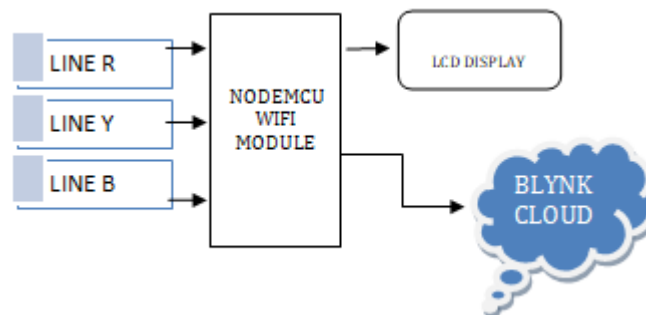 LINE R
LINE Y
LINE B
NODEMCU
WIFI
MODULE
LCD DISPLAY
BLYNK
CLOUD